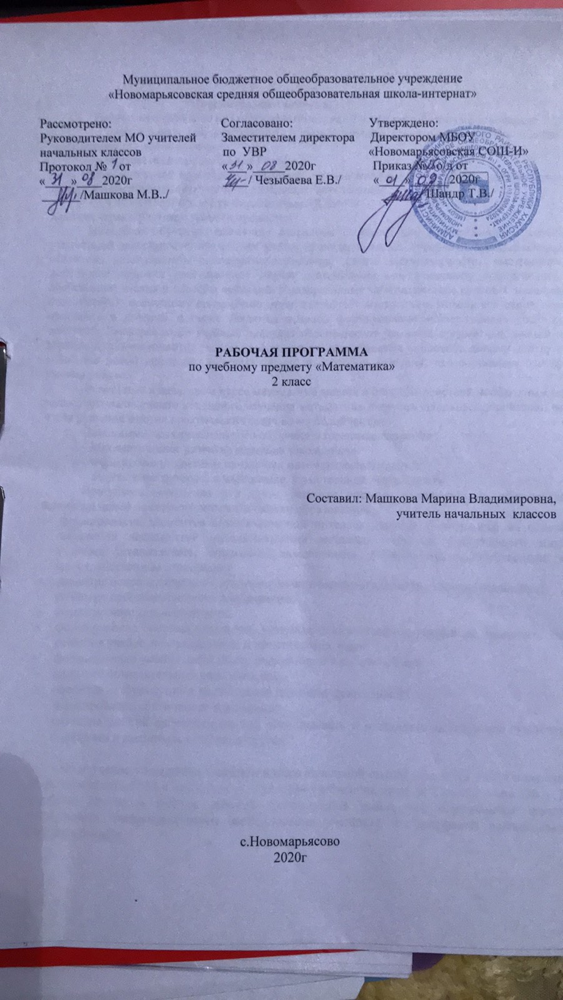 Муниципальное бюджетное общеобразовательное учреждение
«Новомарьясовская средняя общеобразовательная школа-интернат»
Рассмотрено:
Руководителем МО учителей
начальных классов
Протокол № 1 от
« 31 » 08 2020г
/Машкова М.В../
Согласовано:
Заместителем директора
по УВР
«31» 08 2020г
/ Чезыбаева Е.В./
Утверждено:
Директором МБОУ
«Новомарьясовская СОШ-И»
Приказ № о/д от
«01» 09 2020г
Шандр Т.В./
РАБОЧАЯ ПРОГРАММА
по учебному предмету «Математика»
2 класс
Составил: Машкова Марина Владимировна,
учитель начальных классов
с.Новомарьясово
2020г